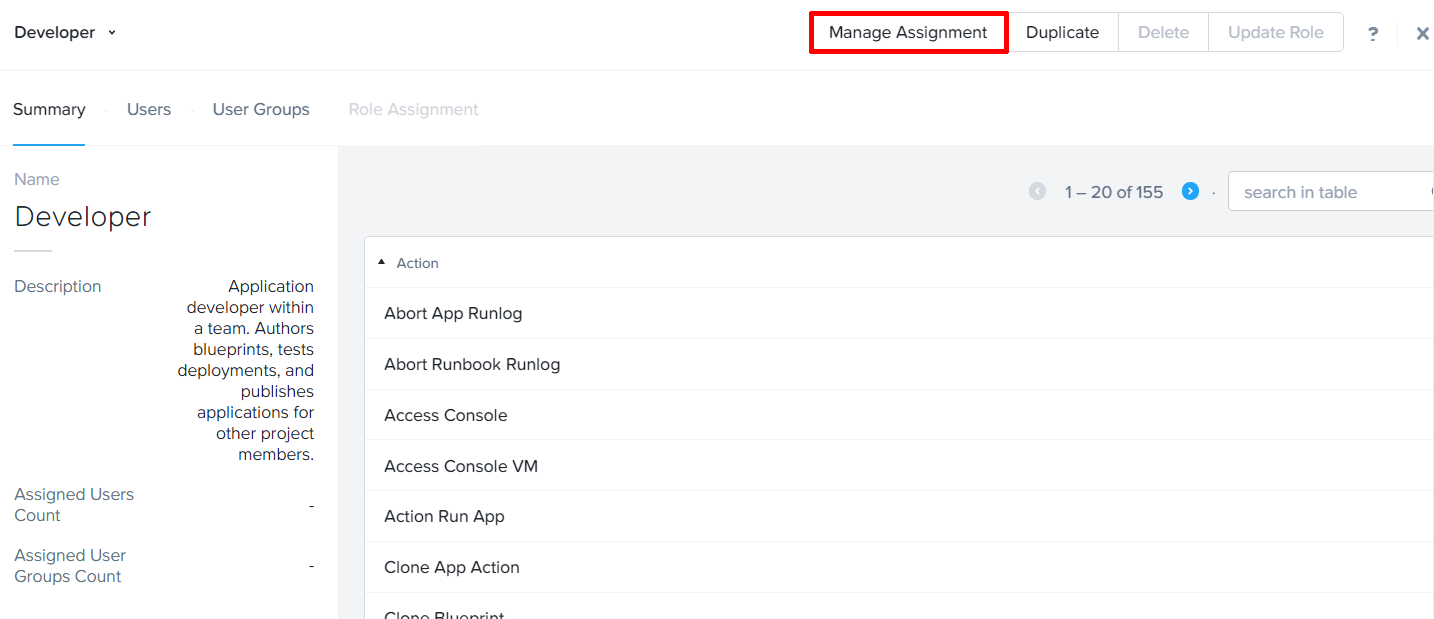 Developer
Manage Assignment
Duplicate
Delete
Update Role
?
Summary
Users
User Groups
Role Assignment
Name
Developer
Description
Application
developer within
a team. Authors
blueprints, tests
deployments, and
publishes
applications for
other project
members.
Assigned Users
Count
-
Assigned User
Groups Count
-
1 – 20 of 155
search in table
Action
Abort App Runlog
Abort Runbook Runlog
Access Console
Access Console VM
Action Run App
Clone App Action
Clone Blueprint